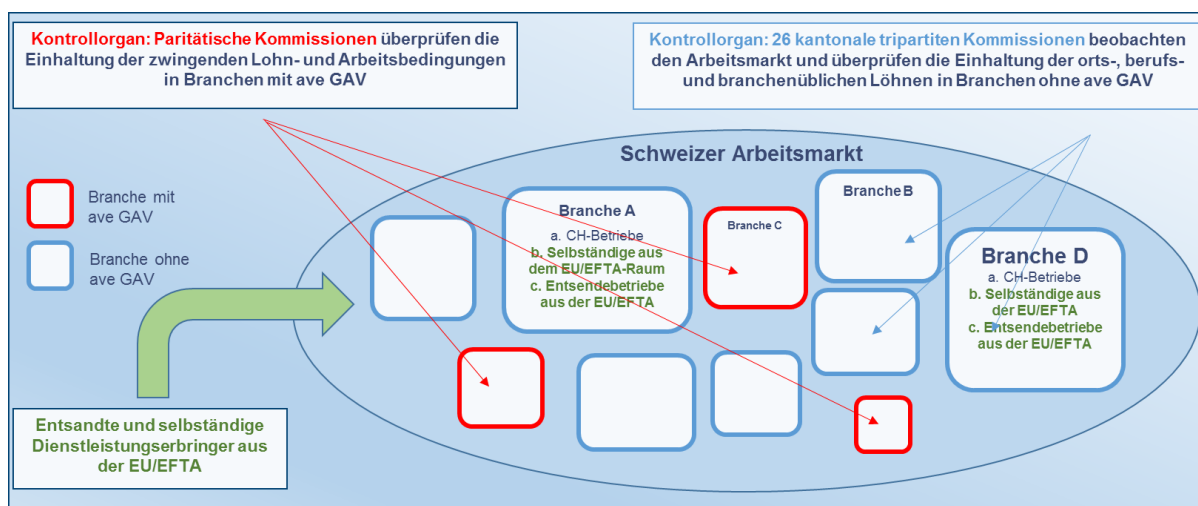 Kontrollorgan: Paritätische Kommissionen überprüfen die
Einhaltung der zwingenden Lohn- und Arbeitsbedingungen
in Branchen mit ave GAV
Kontrollorgan: 26 kantonale tripartiten Kommissionen beobachten
den Arbeitsmarkt und überprüfen die Einhaltung der orts-, berufs-
und branchenüblichen Löhnen in Branchen ohne ave GAV
Schweizer Arbeitsmarkt
Branche mit
ave GAV
Branche ohne
ave GAV
Branche A
a. CH-Betriebe
b. Selbständige aus
dem EU/EFTA-Raum
c. Entsendebetriebe
aus der EU/EFTA
Branche C
Branche B
Branche D
a. CH-Betriebe
b. Selbständige aus
der EU/EFTA
c. Entsendebetriebe
aus der EU/EFTA
Entsandte und selbständige
Dienstleistungserbringer aus
der EU/EFTA